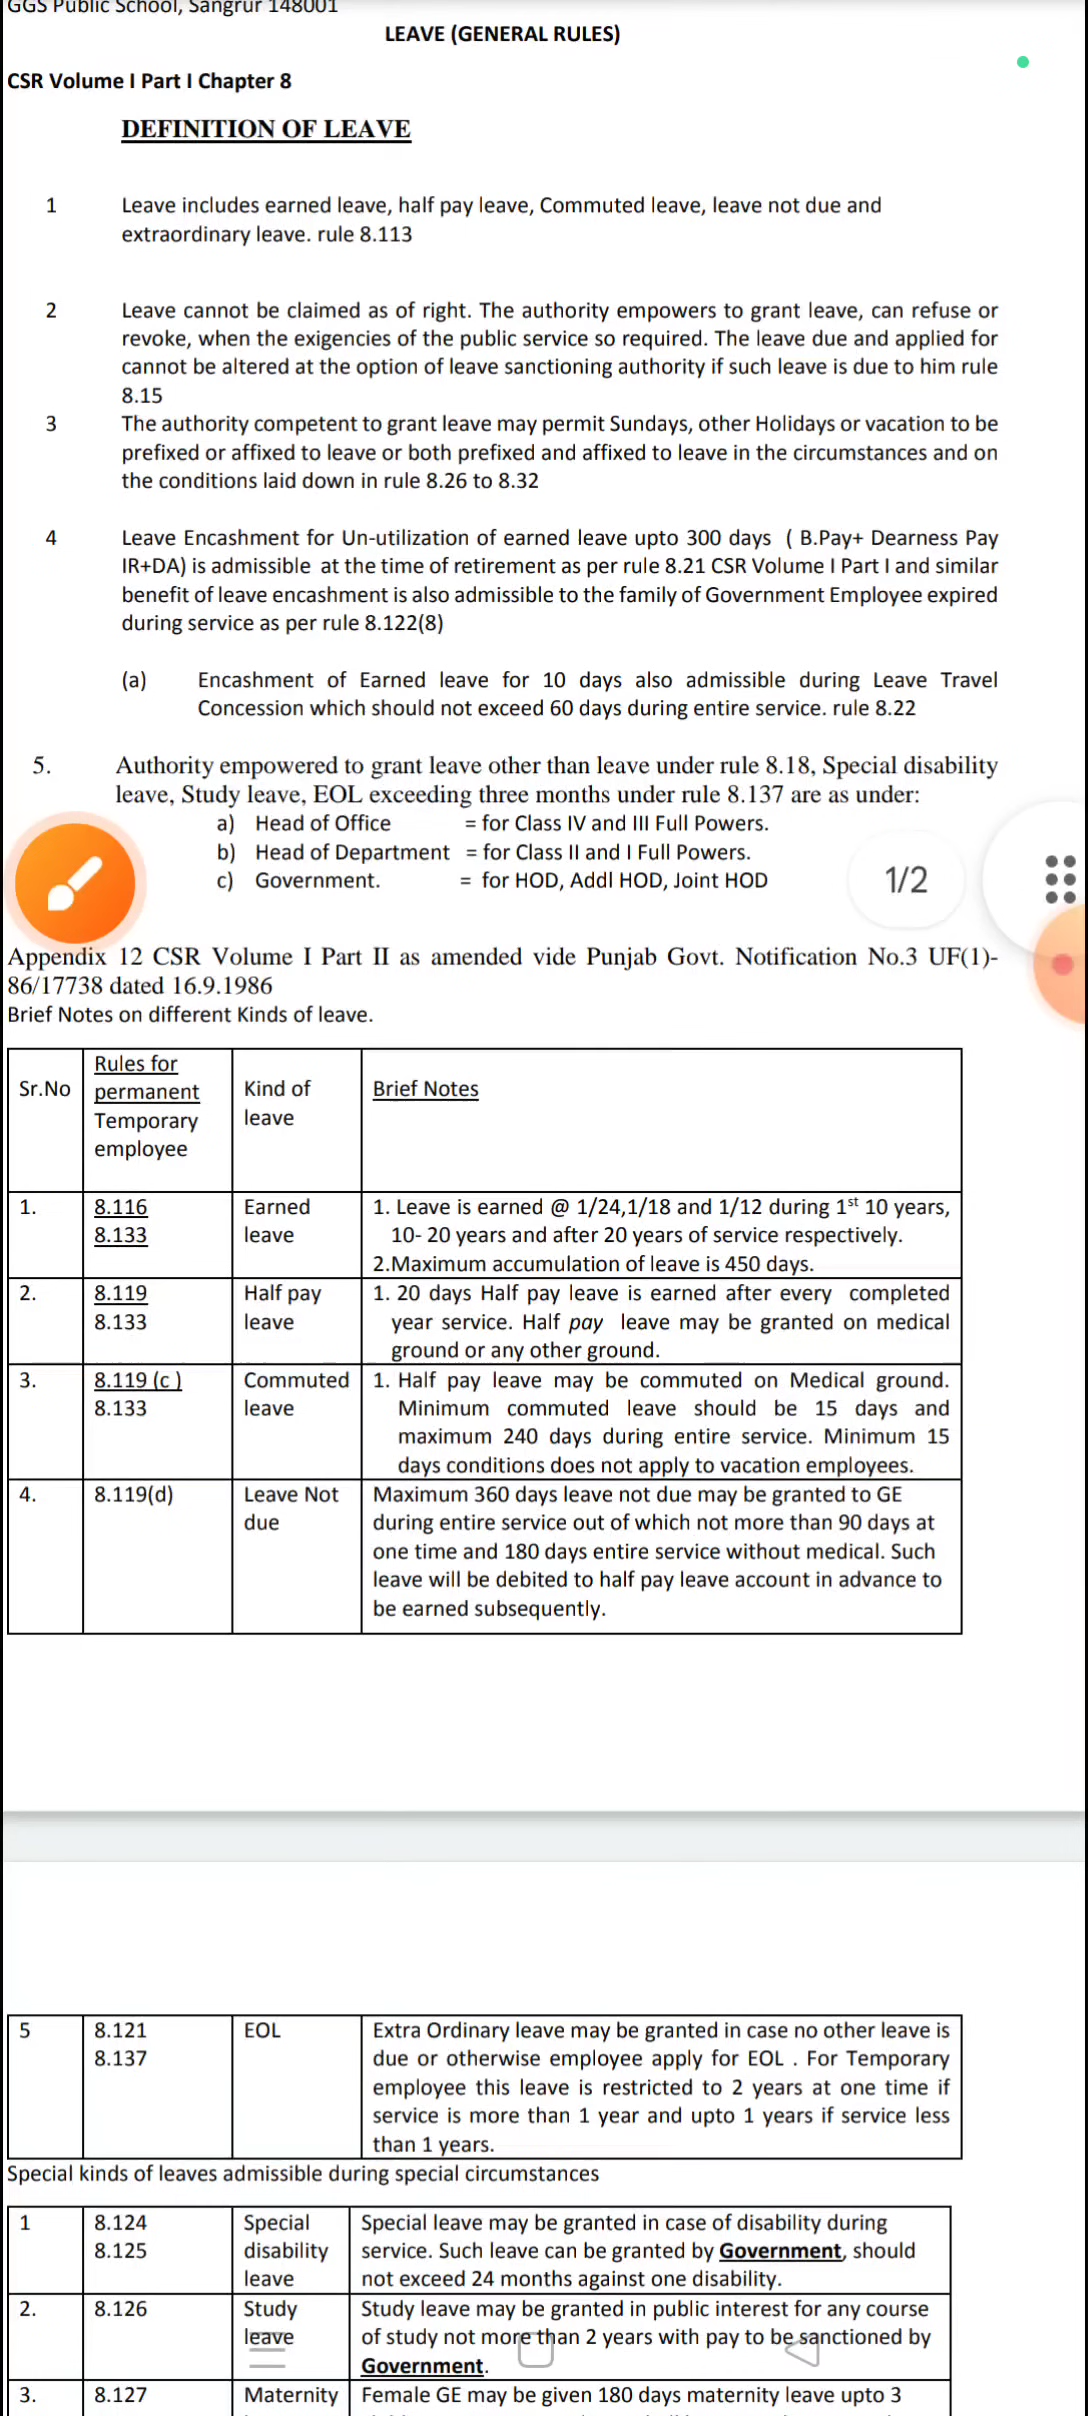 GGS Public School, Sangrur 148001
LEAVE (GENERAL RULES)
CSR Volume I Part I Chapter 8
DEFINITION OF LEAVE
1 Leave includes earned leave, half pay leave, Commuted leave, leave not due and
extraordinary leave. rule 8.113
2 Leave cannot be claimed as of right. The authority empowers to grant leave, can refuse or
revoke, when the exigencies of the public service so required. The leave due and applied for
cannot be altered at the option of leave sanctioning authority if such leave is due to him rule
8.15
3 The authority competent to grant leave may permit Sundays, other Holidays or vacation to be
prefixed or affixed to leave or both prefixed and affixed to leave in the circumstances and on
the conditions laid down in rule 8.26 to 8.32
4 Leave Encashment for Un-utilization of earned leave upto 300 days ( B.Pay+ Dearness Pay
IR+DA) is admissible at the time of retirement as per rule 8.21 CSR Volume I Part I and similar
benefit of leave encashment is also admissible to the family of Government Employee expired
during service as per rule 8.122(8)
(a) Encashment of Earned leave for 10 days also admissible during Leave Travel
Concession which should not exceed 60 days during entire service. rule 8.22
5. Authority empowered to grant leave other than leave under rule 8.18, Special disability
leave, Study leave, EOL exceeding three months under rule 8.137 are as under:
a) Head of Office = for Class IV and III Full Powers.
b) Head of Department = for Class II and I Full Powers.
c) Government. = for HOD, Addl HOD, Joint HOD
1/2
Appendix 12 CSR Volume I Part II as amended vide Punjab Govt. Notification No.3 UF(1)-
86/17738 dated 16.9.1986
Brief Notes on different Kinds of leave.
Sr.No
Rules for
permanent
Temporary
employee
Kind of
leave
Brief Notes
1.
8.116
8.133
Earned
leave
1. Leave is earned @ 1/24,1/18 and 1/12 during 1st 10 years,
10- 20 years and after 20 years of service respectively.
2.Maximum accumulation of leave is 450 days.
2.
8.119
8.133
Half pay
leave
1. 20 days Half pay leave is earned after every completed
year service. Half pay leave may be granted on medical
ground or any other ground.
3.
8.119 (c )
8.133
Commuted
leave
1. Half pay leave may be commuted on Medical ground.
Minimum commuted leave should be 15 days and
maximum 240 days during entire service. Minimum 15
days conditions does not apply to vacation employees.
4.
8.119(d)
Leave Not
due
Maximum 360 days leave not due may be granted to GE
during entire service out of which not more than 90 days at
one time and 180 days entire service without medical. Such
leave will be debited to half pay leave account in advance to
be earned subsequently.
5
8.121
8.137
EOL
Extra Ordinary leave may be granted in case no other leave is
due or otherwise employee apply for EOL . For Temporary
employee this leave is restricted to 2 years at one time if
service is more than 1 year and upto 1 years if service less
than 1 years.
Special kinds of leaves admissible during special circumstances
1
8.124
8.125
Special
disability
leave
Special leave may be granted in case of disability during
service. Such leave can be granted by Government, should
not exceed 24 months against one disability.
2.
8.126
Study
leave
Study leave may be granted in public interest for any course
of study not more than 2 years with pay to be sanctioned by
Government.
3.
8.127
Maternity
Female GE may be given 180 days maternity leave upto 3